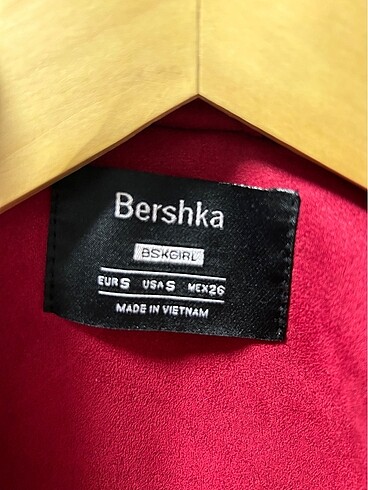 Bershka
BSKGIRL
EUR S USA S MEX 26
MADE IN VIETNAM